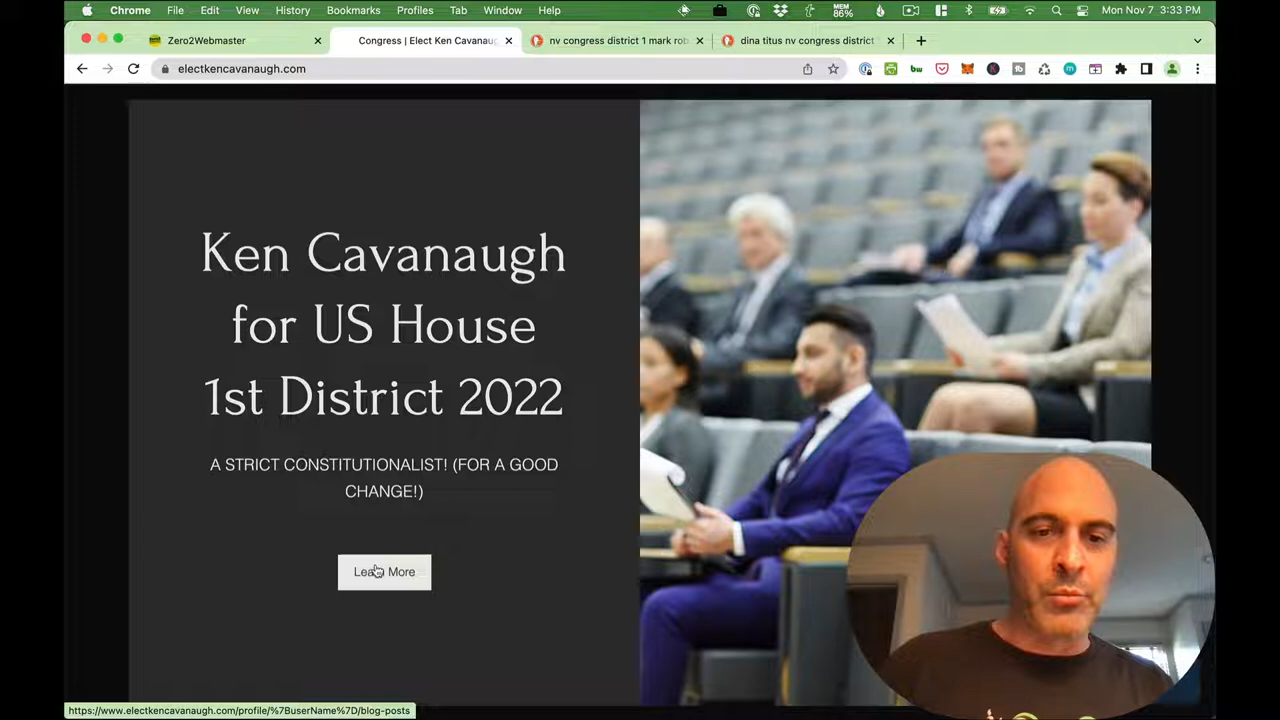 Chrome File Edit View History Bookmarks Profiles Tab Window Help MEM 86% Mon Nov 7 3:33 PM
Zero2Webmaster Congress | Elect Ken Cavanaug nv congress district 1 mark rob dina titus nv congress district
electkencavanaugh.com
Ken Cavanaugh
for US House
1st District 2022
A STRICT CONSTITUTIONALIST! (FOR A GOOD
CHANGE!)
Learn More
https://www.electkencavanaugh.com/profile/%7BuserName%7D/blog-posts